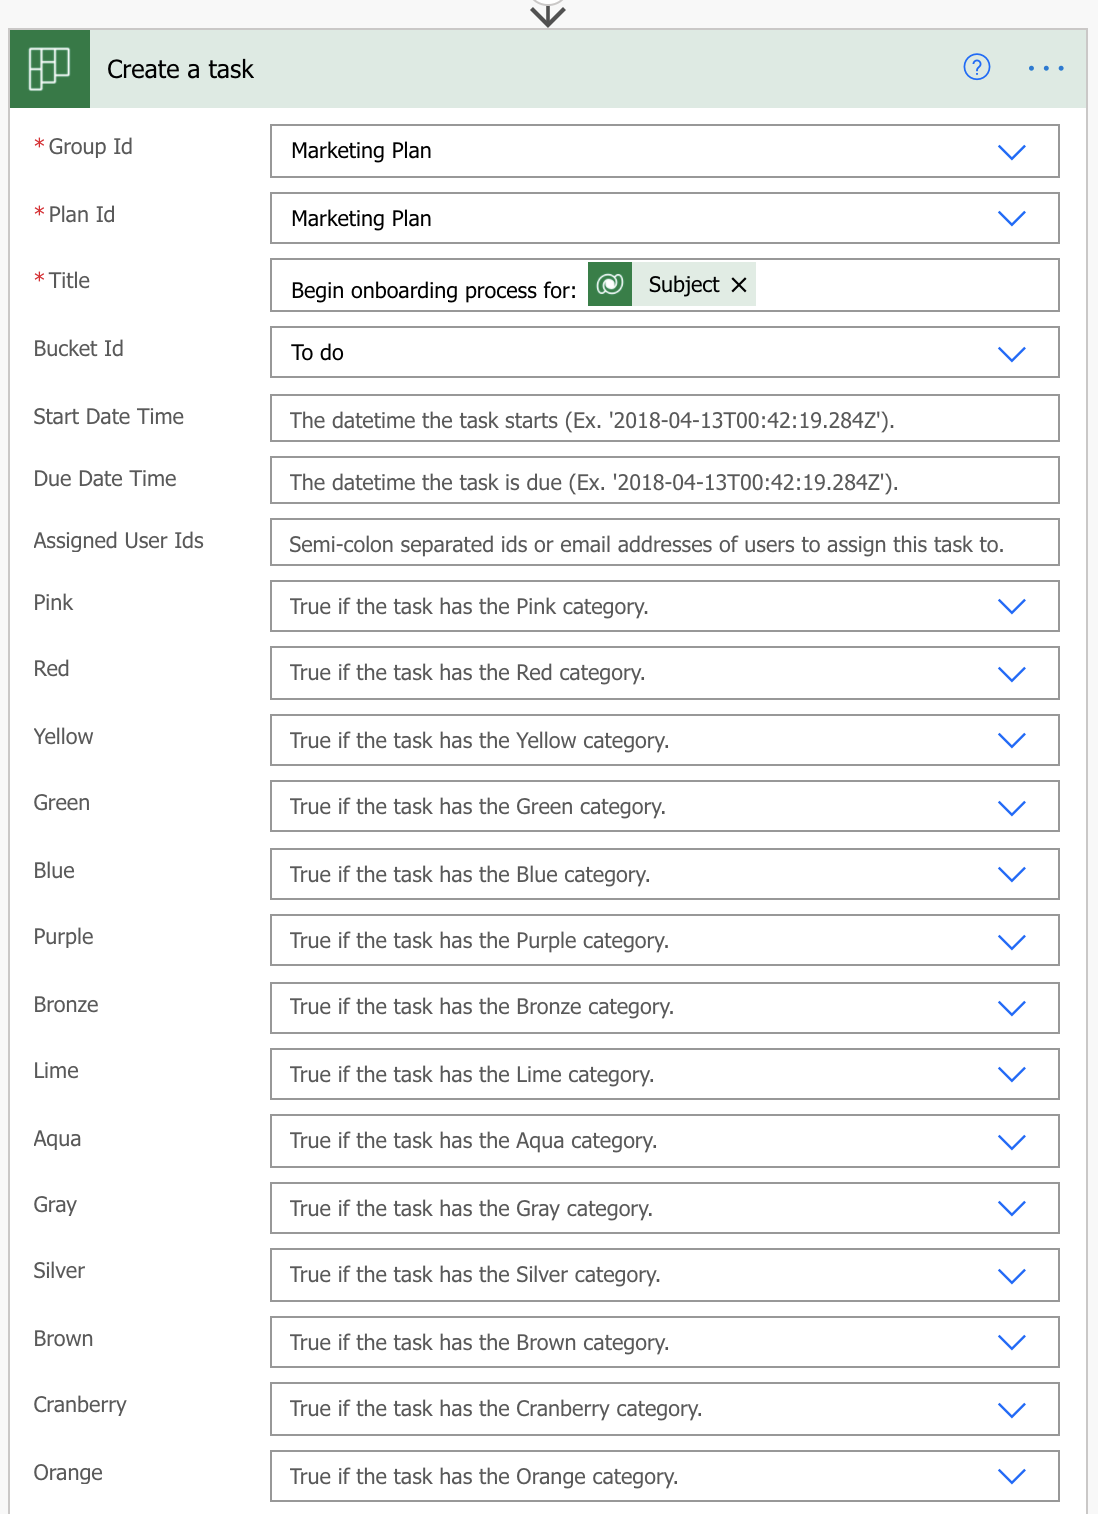 Create a task
?
* Group Id Marketing Plan
* Plan Id Marketing Plan
* Title Begin onboarding process for: Subject ×
Bucket Id To do
Start Date Time The datetime the task starts (Ex. '2018-04-13T00:42:19.284Z').
Due Date Time The datetime the task is due (Ex. '2018-04-13T00:42:19.284Z').
Assigned User Ids Semi-colon separated ids or email addresses of users to assign this task to.
Pink True if the task has the Pink category.
Red True if the task has the Red category.
Yellow True if the task has the Yellow category.
Green True if the task has the Green category.
Blue True if the task has the Blue category.
Purple True if the task has the Purple category.
Bronze True if the task has the Bronze category.
Lime True if the task has the Lime category.
Aqua True if the task has the Aqua category.
Gray True if the task has the Gray category.
Silver True if the task has the Silver category.
Brown True if the task has the Brown category.
Cranberry True if the task has the Cranberry category.
Orange True if the task has the Orange category.